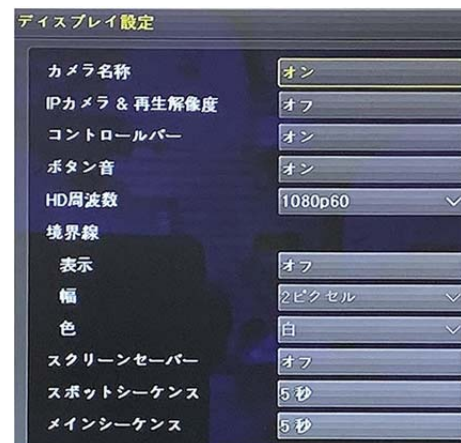 ディスプレイ設定
カメラ名称 オン
IPカメラ & 再生解像度 オフ
コントロールバー オン
ボタン音 オン
HD周波数 1080p60
境界線
表示 オフ
幅 2ピクセル
色 白
スクリーンセーバー オフ
スポットシーケンス 5 秒
メインシーケンス 5 秒